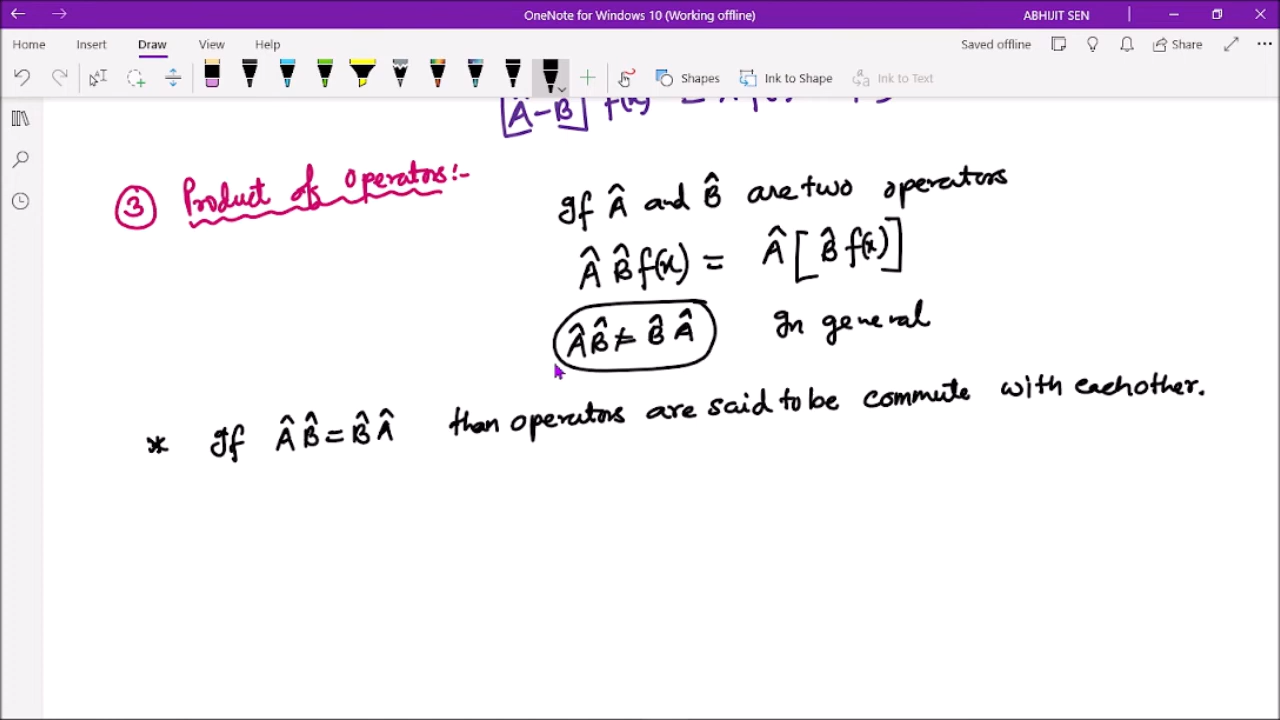 OneNote for Windows 10 (Working offline)
ABHIJIT SEN
Home Insert Draw View Help
Saved offline
Share
Shapes
Ink to Shape
Ink to Text
[Â-B̂] f(x)
③ Product of Operators:-
If Â and B̂ are two operators
Â B̂ f(x) = Â [B̂ f(x)]
ÂB̂ ≠ B̂Â In general
* If ÂB̂ = B̂Â than operators are said to be commute with eachother.